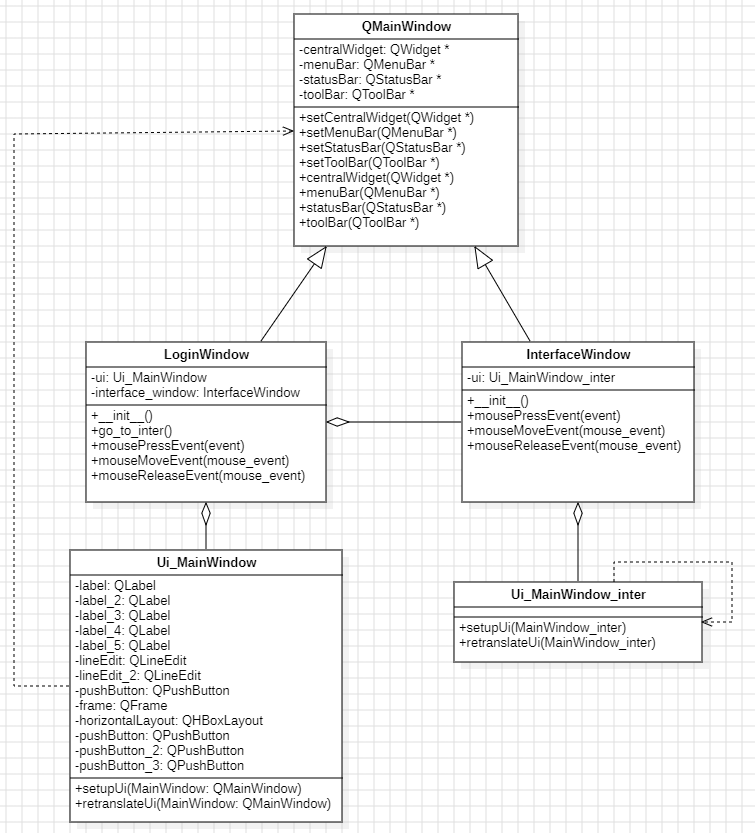 QMainWindow
-centralWidget: QWidget *
-menuBar: QMenuBar *
-statusBar: QStatusBar *
-toolBar: QToolBar *
+setCentralWidget(QWidget *)
+setMenuBar(QMenuBar *)
+setStatusBar(QStatusBar *)
+setToolBar(QToolBar *)
+centralWidget(QWidget *)
+menuBar(QMenuBar *)
+statusBar(QStatusBar *)
+toolBar(QToolBar *)
LoginWindow
-ui: Ui_MainWindow
-interface_window: InterfaceWindow
+__init__()
+go_to_inter()
+mousePressEvent(event)
+mouseMoveEvent(mouse_event)
+mouseReleaseEvent(mouse_event)
InterfaceWindow
-ui: Ui_MainWindow_inter
+__init__()
+mousePressEvent(event)
+mouseMoveEvent(mouse_event)
+mouseReleaseEvent(mouse_event)
Ui_MainWindow
-label: QLabel
-label_2: QLabel
-label_3: QLabel
-label_4: QLabel
-label_5: QLabel
-lineEdit: QLineEdit
-lineEdit_2: QLineEdit
-pushButton: QPushButton
-frame: QFrame
-horizontalLayout: QHBoxLayout
-pushButton: QPushButton
-pushButton_2: QPushButton
-pushButton_3: QPushButton
+setupUi(MainWindow: QMainWindow)
+retranslateUi(MainWindow: QMainWindow)
Ui_MainWindow_inter
+setupUi(MainWindow_inter)
+retranslateUi(MainWindow_inter)